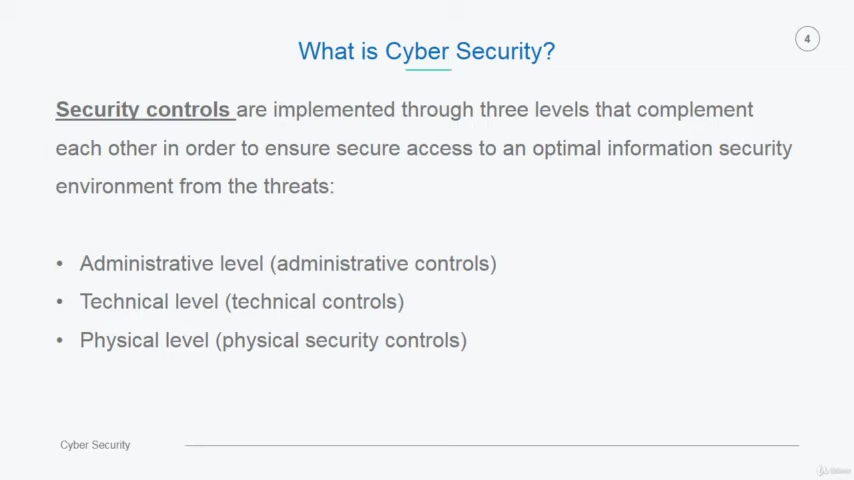 4
What is Cyber Security?
Security controls are implemented through three levels that complement
each other in order to ensure secure access to an optimal information security
environment from the threats:
• Administrative level (administrative controls)
• Technical level (technical controls)
• Physical level (physical security controls)
Cyber Security